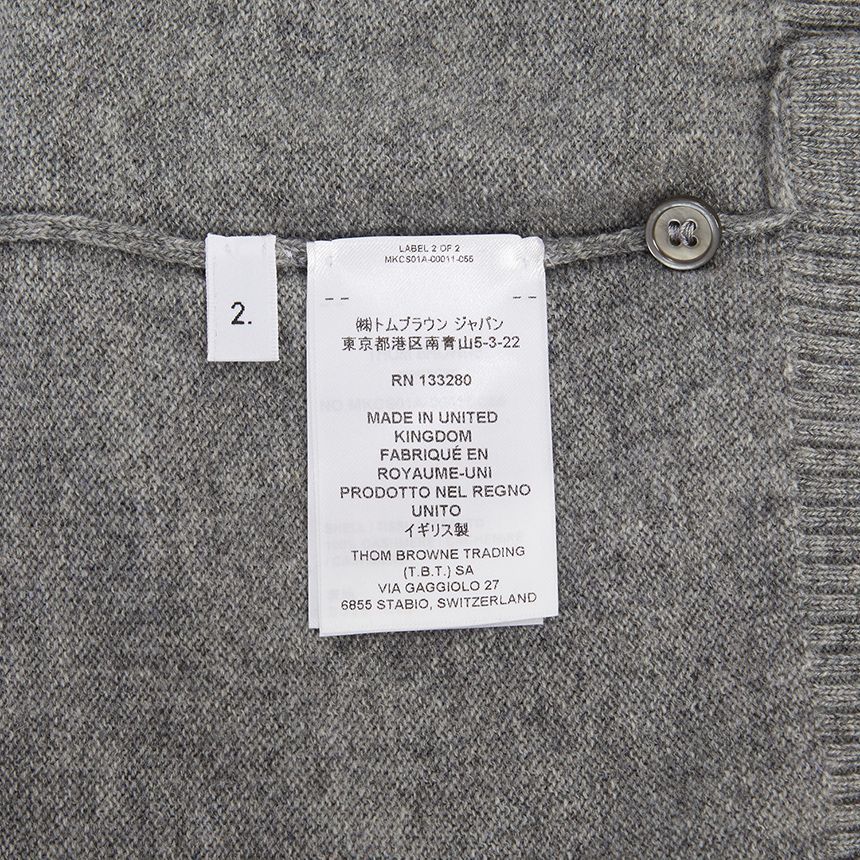 2.
LABEL 2 OF 2
MKCS01A-00011-055
㈱トムブラウン ジャパン
東京都港区南青山5-3-22
RN 133280
MADE IN UNITED
KINGDOM
FABRIQUÉ EN
ROYAUME-UNI
PRODOTTO NEL REGNO
UNITO
イギリス製
THOM BROWNE TRADING
(T.B.T.) SA
VIA GAGGIOLO 27
6855 STABIO, SWITZERLAND